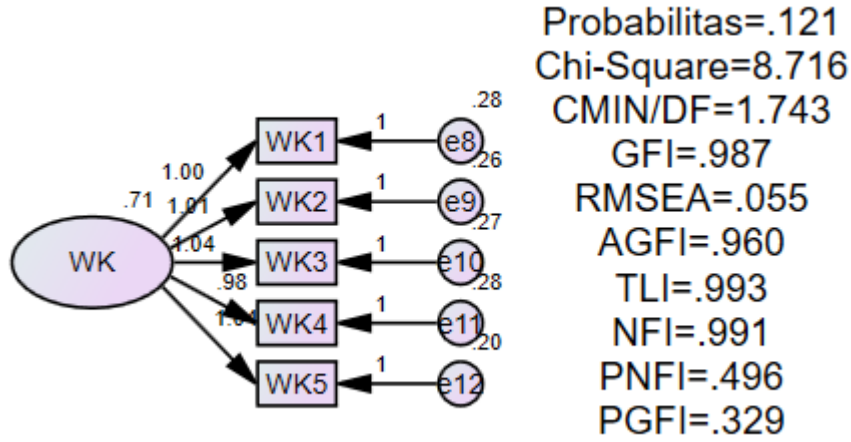 Probabilitas=.121
Chi-Square=8.716
CMIN/DF=1.743
GFI=.987
RMSEA=.055
AGFI=.960
TLI=.993
NFI=.991
PNFI=.496
PGFI=.329
WK
.71
1.00
1.01
1.04
.98
WK1
1
e8
.28
WK2
1
e9
.26
WK3
1
e10
.27
WK4
1
e11
.28
WK5
1
e12
.20